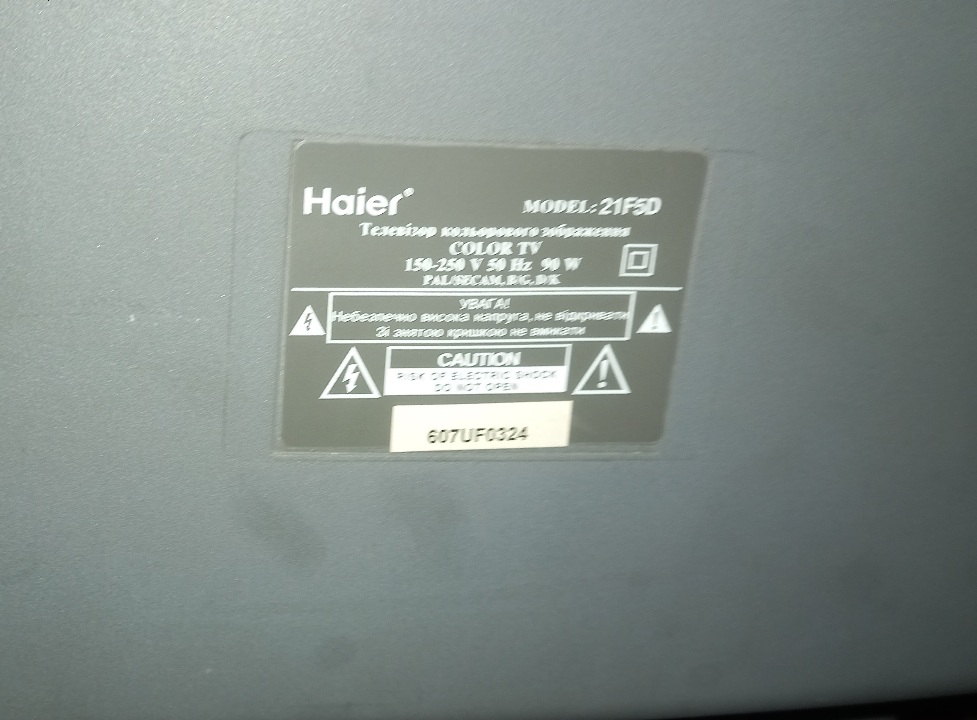 Haier
MODEL: 21F5D
Телевізор кольорового зображення
COLOR TV
150-250 V 50 Hz 90 W
PAL/SECAM, B/G, D/K
УВАГА!
Небезпечно висока напруга, не відкривати
Зі знятою кришкою не вмикати
CAUTION
RISK OF ELECTRIC SHOCK
DO NOT OPEN
607UF0324